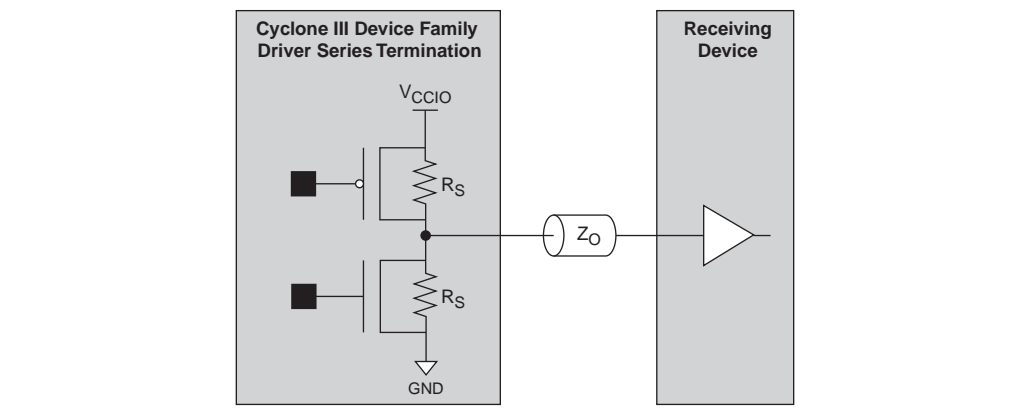 Cyclone III Device Family
Driver Series Termination
Receiving
Device
VCCIO
RS
ZO
RS
GND